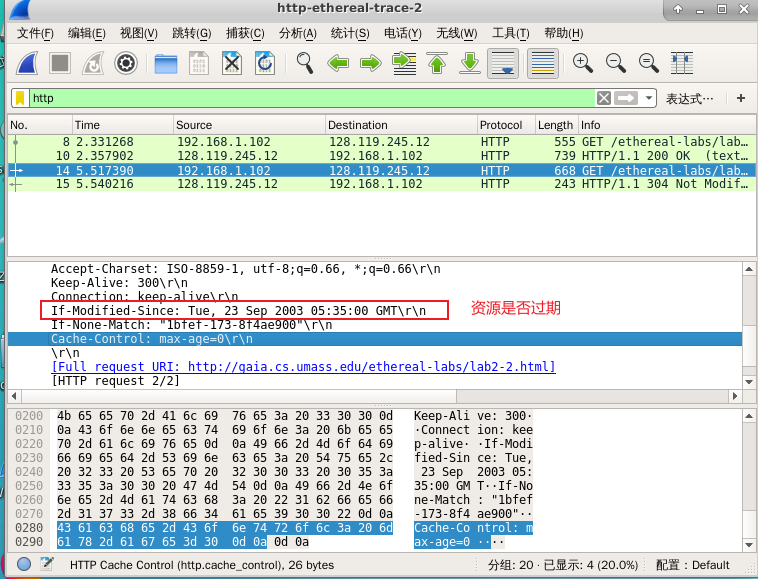 http-ethereal-trace-2
文件(F) 编辑(E) 视图(V) 跳转(G) 捕获(C) 分析(A) 统计(S) 电话(Y) 无线(W) 工具(T) 帮助(H)
http 表达式… +
No. Time Source Destination Protocol Length Info
8 2.331268 192.168.1.102 128.119.245.12 HTTP 555 GET /ethereal-labs/lab…
10 2.357902 128.119.245.12 192.168.1.102 HTTP 739 HTTP/1.1 200 OK (text…
14 5.517390 192.168.1.102 128.119.245.12 HTTP 668 GET /ethereal-labs/lab…
15 5.540216 128.119.245.12 192.168.1.102 HTTP 243 HTTP/1.1 304 Not Modif…
Accept-Charset: ISO-8859-1, utf-8;q=0.66, *;q=0.66\r\n
Keep-Alive: 300\r\n
Connection: keep-alive\r\n
If-Modified-Since: Tue, 23 Sep 2003 05:35:00 GMT\r\n 资源是否过期
If-None-Match: "1bfef-173-8f4ae900"\r\n
Cache-Control: max-age=0\r\n
\r\n
[Full request URI: http://gaia.cs.umass.edu/ethereal-labs/lab2-2.html]
[HTTP request 2/2]
0200 4b 65 65 70 2d 41 6c 69 76 65 3a 20 33 30 30 0d Keep-Ali ve: 300·
0210 0a 43 6f 6e 6e 65 63 74 69 6f 6e 3a 20 6b 65 65 ·Connect ion: kee
0220 70 2d 61 6c 69 76 65 0d 0a 49 66 2d 4d 6f 64 69 p-alive· ·If-Modi
0230 66 69 65 64 2d 53 69 6e 63 65 3a 20 54 75 65 2c fied-Sin ce: Tue,
0240 20 32 33 20 53 65 70 20 32 30 30 33 20 30 35 3a 23 Sep 2003 05:
0250 33 35 3a 30 30 20 47 4d 54 0d 0a 49 66 2d 4e 6f 35:00 GM T··If-No
0260 6e 65 2d 4d 61 74 63 68 3a 20 22 31 62 66 65 66 ne-Match : "1bfef
0270 2d 31 37 33 2d 38 66 34 61 65 39 30 30 22 0d 0a -173-8f4 ae900"··
0280 43 61 63 68 65 2d 43 6f 6e 74 72 6f 6c 3a 20 6d Cache-Co ntrol: m
0290 61 78 2d 61 67 65 3d 30 0d 0a 0d 0a ax-age=0 ····
HTTP Cache Control (http.cache_control), 26 bytes 分组: 20 · 已显示: 4 (20.0%) 配置：Default